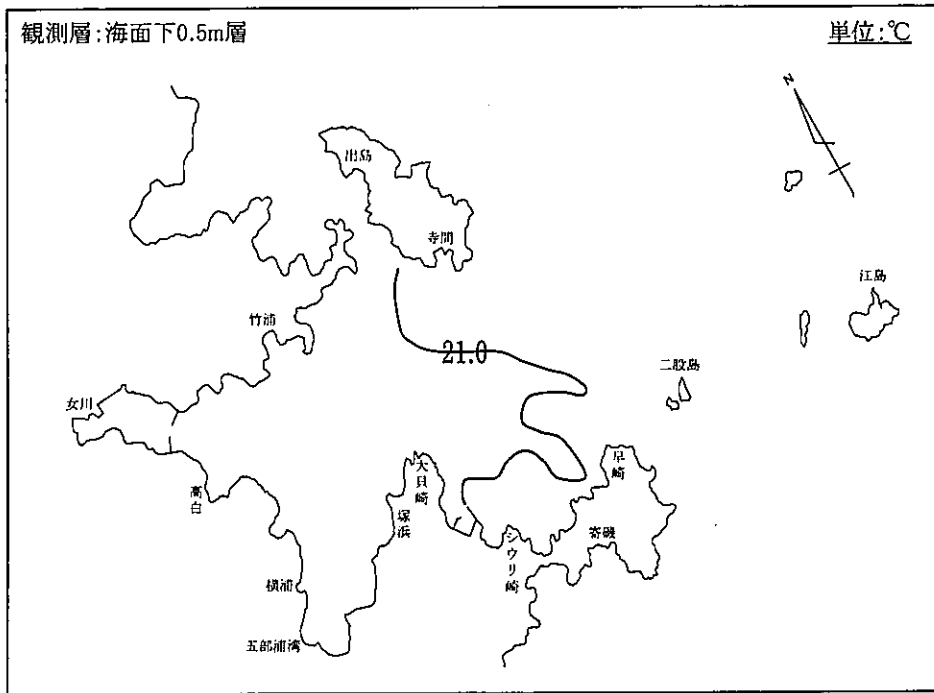 観測層:海面下0.5m層
単位:℃
N
出島
寺間
江島
竹浦
21.0
二股島
女川
大貝崎
早崎
高白
塚浜
寄磯
シウリ崎
横浦
五部浦湾